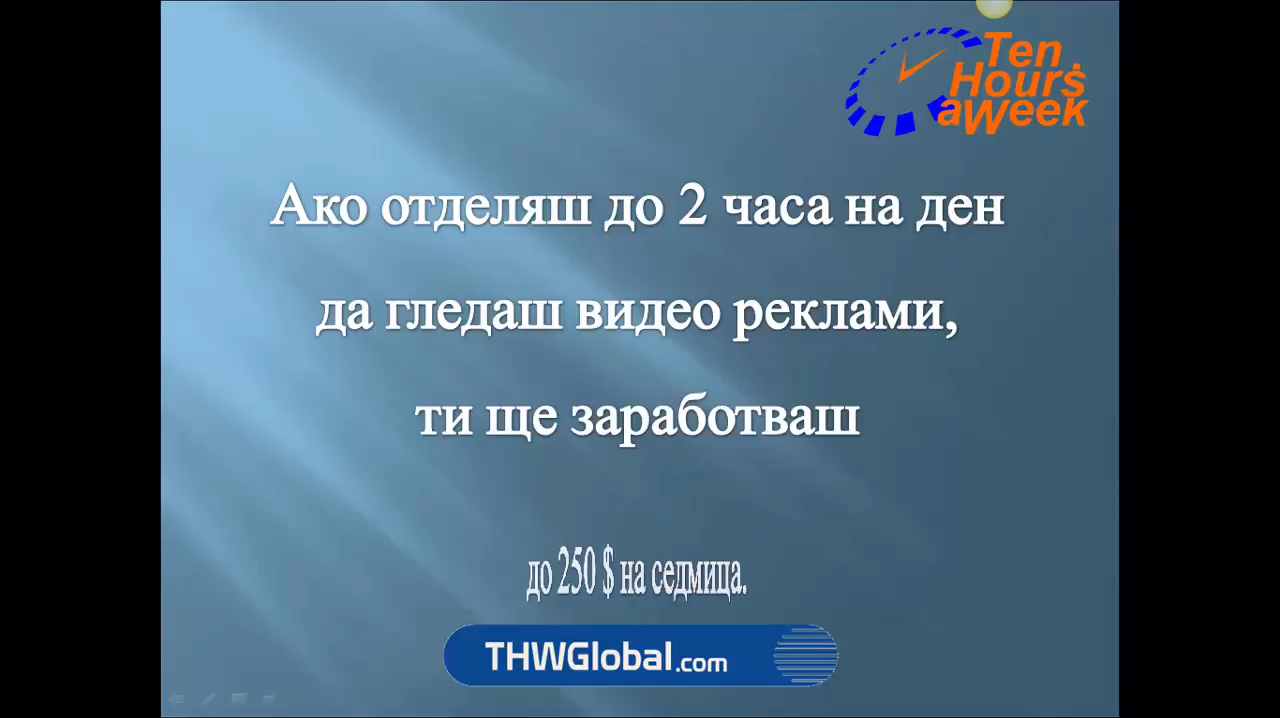 Ten
Hours
aWeek
Ако отделяш до 2 часа на ден
да гледаш видео реклами,
ти ще заработваш
до 250 $ на седмица.
THWGlobal.com